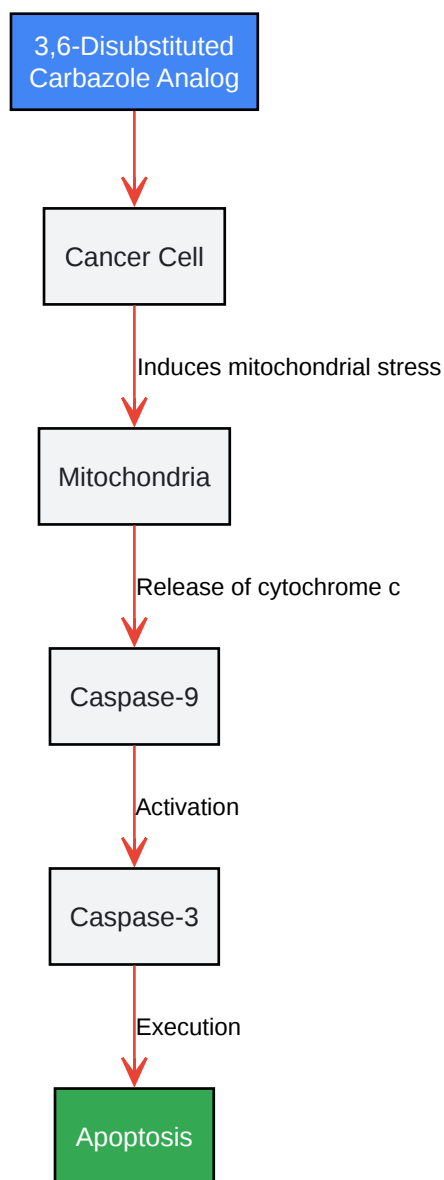 3,6-Disubstituted
Carbazole Analog
Cancer Cell
Induces mitochondrial stress
Mitochondria
Release of cytochrome c
Caspase-9
Activation
Caspase-3
Execution
Apoptosis